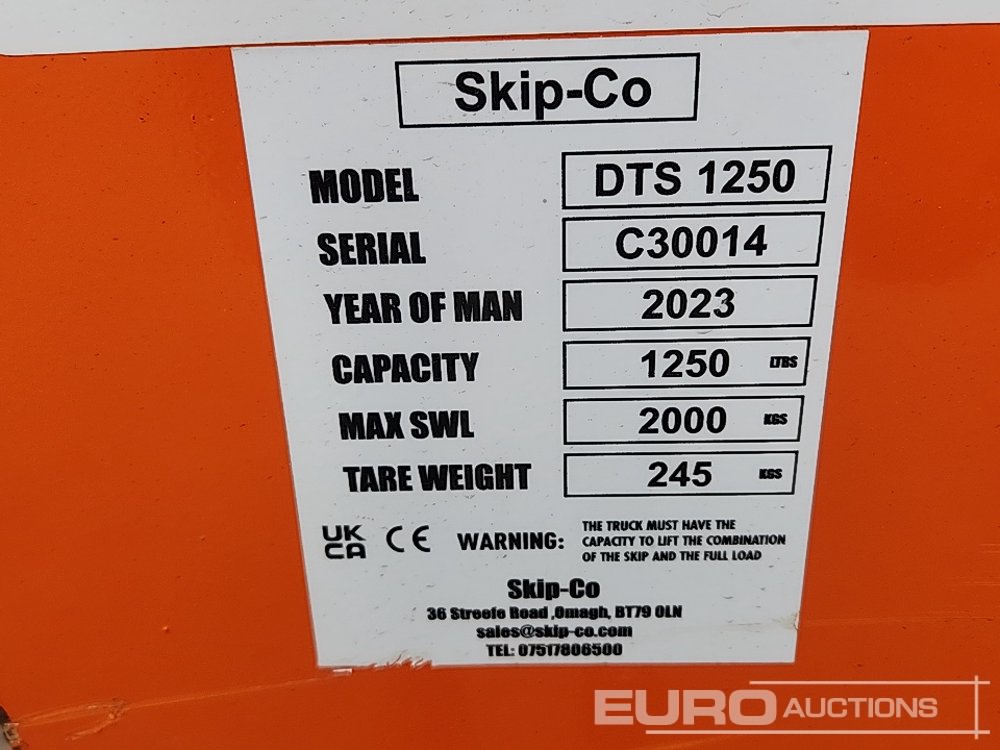 Skip-Co
MODEL DTS 1250
SERIAL C30014
YEAR OF MAN 2023
CAPACITY 1250 LTRS
MAX SWL 2000 KGS
TARE WEIGHT 245 KGS
UK CA CE WARNING: THE TRUCK MUST HAVE THE
CAPACITY TO LIFT THE COMBINATION
OF THE SKIP AND THE FULL LOAD
Skip-Co
36 Streefe Road ,Omagh, BT79 0LN
sales@skip-co.com
TEL: 07517806500
EURO AUCTIONS